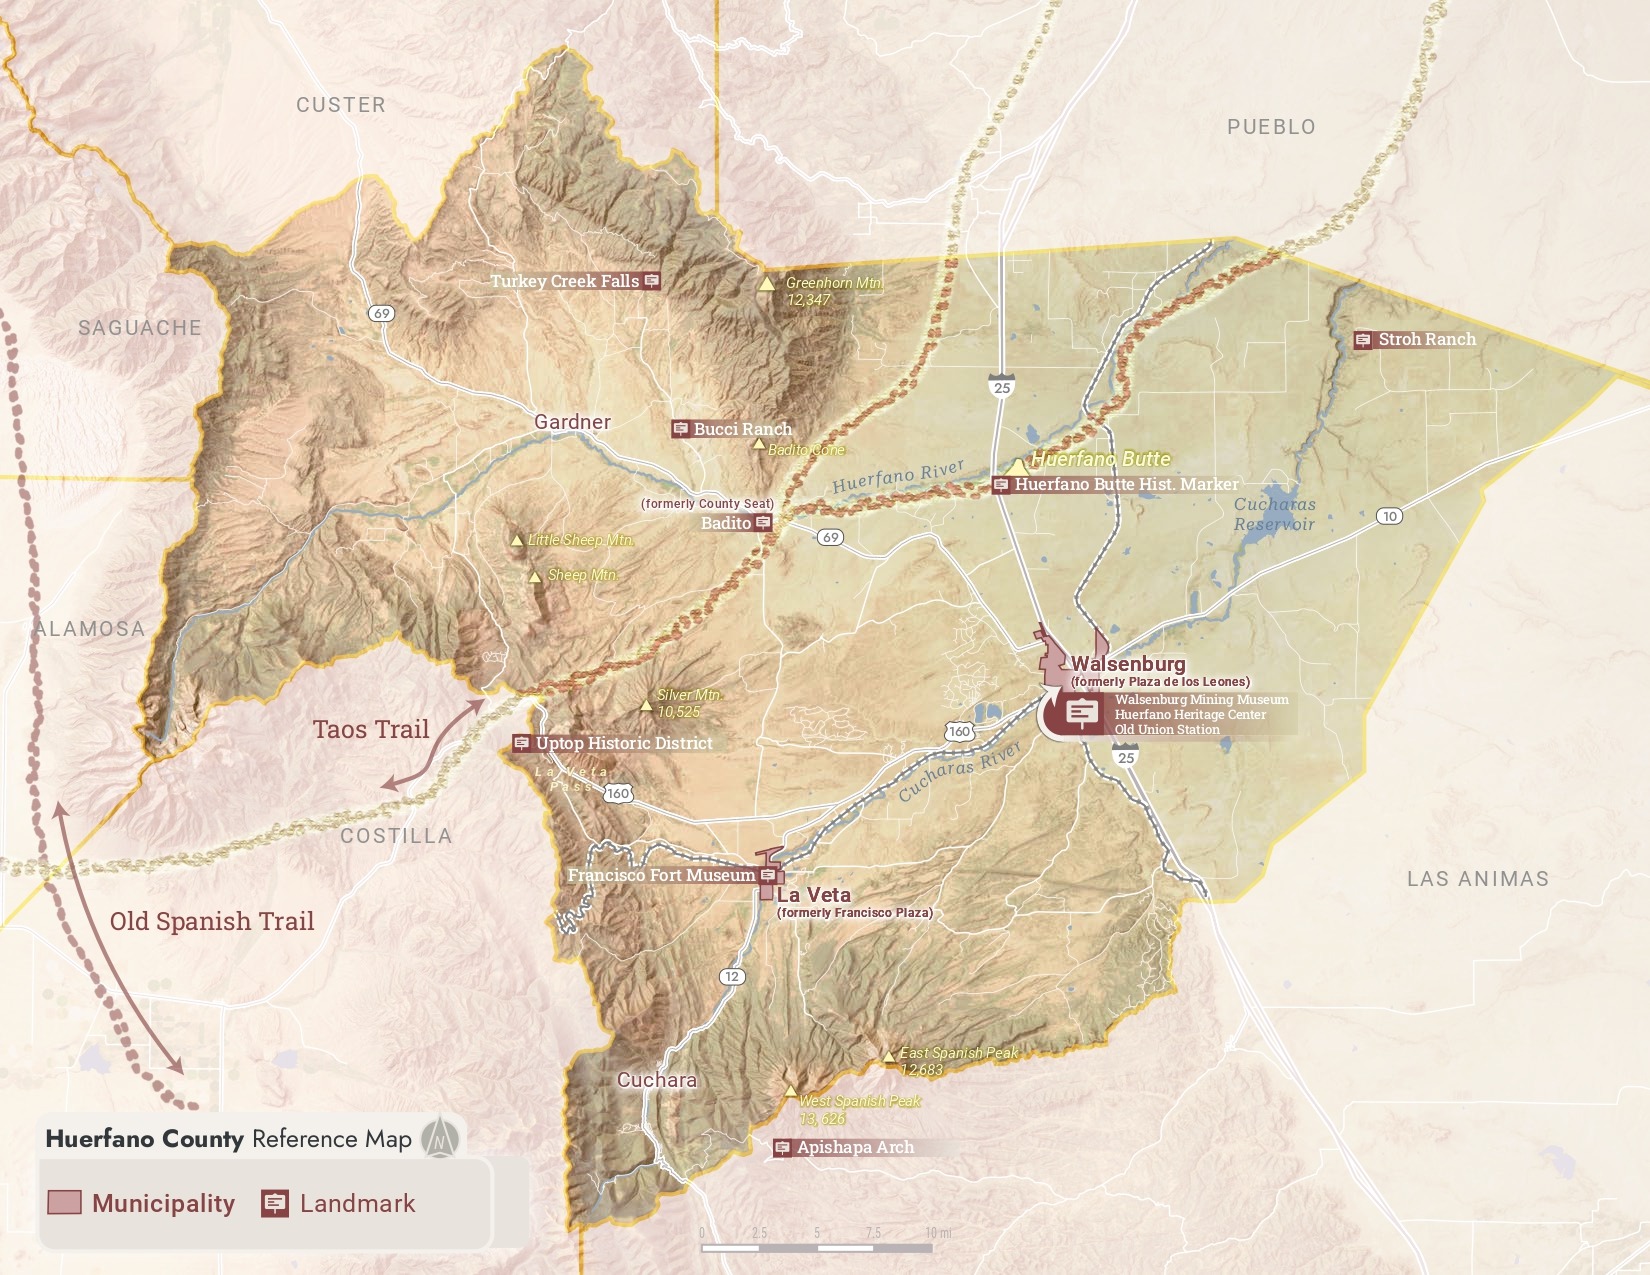 CUSTER
PUEBLO
Turkey Creek Falls
Greenhorn Mtn.
12,347
SAGUACHE
69
Stroh Ranch
25
Gardner
Bucci Ranch
Badito Cone
Huerfano River
Huerfano Butte
Huerfano Butte Hist. Marker
(formerly County Seat)
Badito
Cucharas
Reservoir
10
69
Little Sheep Mtn.
Sheep Mtn.
ALAMOSA
Walsenburg
(formerly Plaza de los Leones)
Walsenburg Mining Museum
Huerfano Heritage Center
Old Union Station
Silver Mtn.
10,525
Taos Trail
Uptop Historic District
160
25
La Veta
Pass
160
Cucharas River
COSTILLA
Francisco Fort Museum
La Veta
(formerly Francisco Plaza)
LAS ANIMAS
Old Spanish Trail
12
East Spanish Peak
12,683
Cuchara
West Spanish Peak
13, 626
Apishapa Arch
Huerfano County Reference Map
N
Municipality
Landmark
0 2.5 5 7.5 10 mi